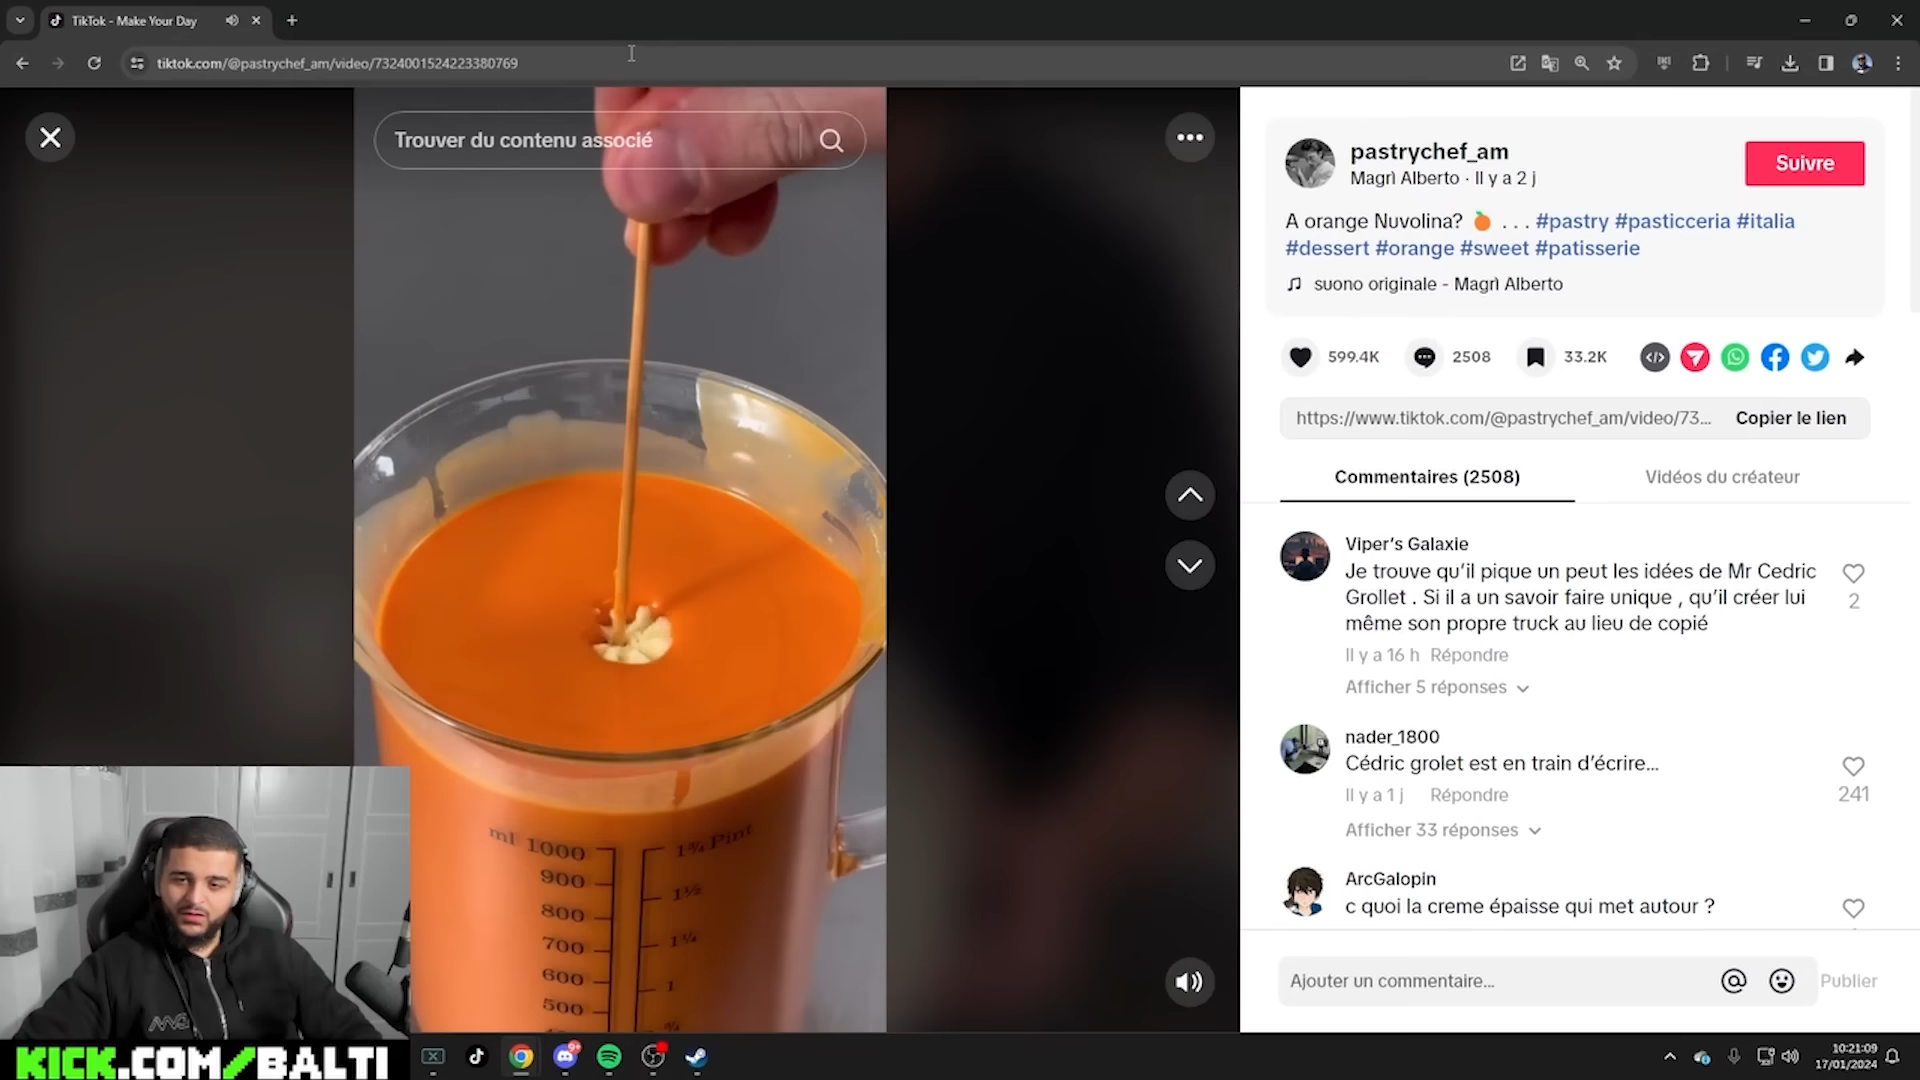 TikTok - Make Your Day
tiktok.com/@pastrychef_am/video/7324001524223380769
Trouver du contenu associé
pastrychef_am
Magrì Alberto · Il y a 2 j
Suivre
A orange Nuvolina? 🍊 . . . #pastry #pasticceria #italia
#dessert #orange #sweet #patisserie
suono originale - Magrì Alberto
599.4K
2508
33.2K
https://www.tiktok.com/@pastrychef_am/video/73...
Copier le lien
Commentaires (2508)
Vidéos du créateur
Viper's Galaxie
Je trouve qu'il pique un peut les idées de Mr Cedric
Grollet . Si il a un savoir faire unique , qu'il créer lui
même son propre truck au lieu de copié
2
Il y a 16 h Répondre
Afficher 5 réponses
nader_1800
Cédric grolet est en train d'écrire...
241
Il y a 1 j Répondre
Afficher 33 réponses
ArcGalopin
c quoi la creme épaisse qui met autour ?
Ajouter un commentaire...
Publier
ml 1000
1¾ Pint
900
1½
800
700
1¼
600
1
500
KICK.COM/BALTI
10:21:09
17/01/2024